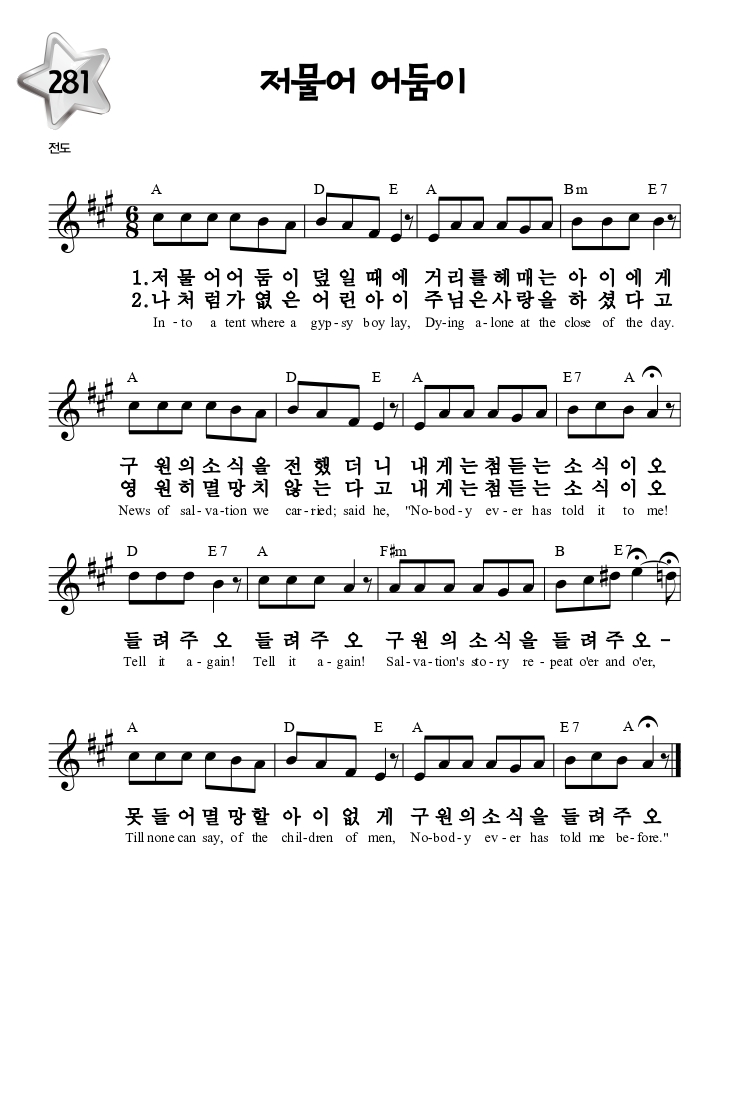 281
저물어 어둠이
전도
A D E A Bm E7
6
8
1.저 물 어 어 둠 이 덮 일 때 에 거 리 를 헤 매 는 아 이 에 게
2.나 처 럼 가 엾 은 어 린 아 이 주 님 은 사 랑 을 하 셨 다 고
In - to a tent where a gyp - sy boy lay, Dy - ing a - lone at the close of the day.
A D E A E7 A
구 원 의 소 식 을 전 했 더 니 내 게 는 첨 듣 는 소 식 이 오
영 원 히 멸 망 치 않 는 다 고 내 게 는 첨 듣 는 소 식 이 오
News of sal - va - tion we car - ried; said he, "No - bod - y ev - er has told it to me!
D E7 A F#m B E7
들 려 주 오 들 려 주 오 구 원 의 소 식 을 들 려 주 오 -
Tell it a - gain! Tell it a - gain! Sal - va - tion's sto - ry re - peat o'er and o'er,
A D E A E7 A
못 들 어 멸 망 할 아 이 없 게 구 원 의 소 식 을 들 려 주 오
Till none can say, of the chil - dren of men, No - bod - y ev - er has told me be - fore."